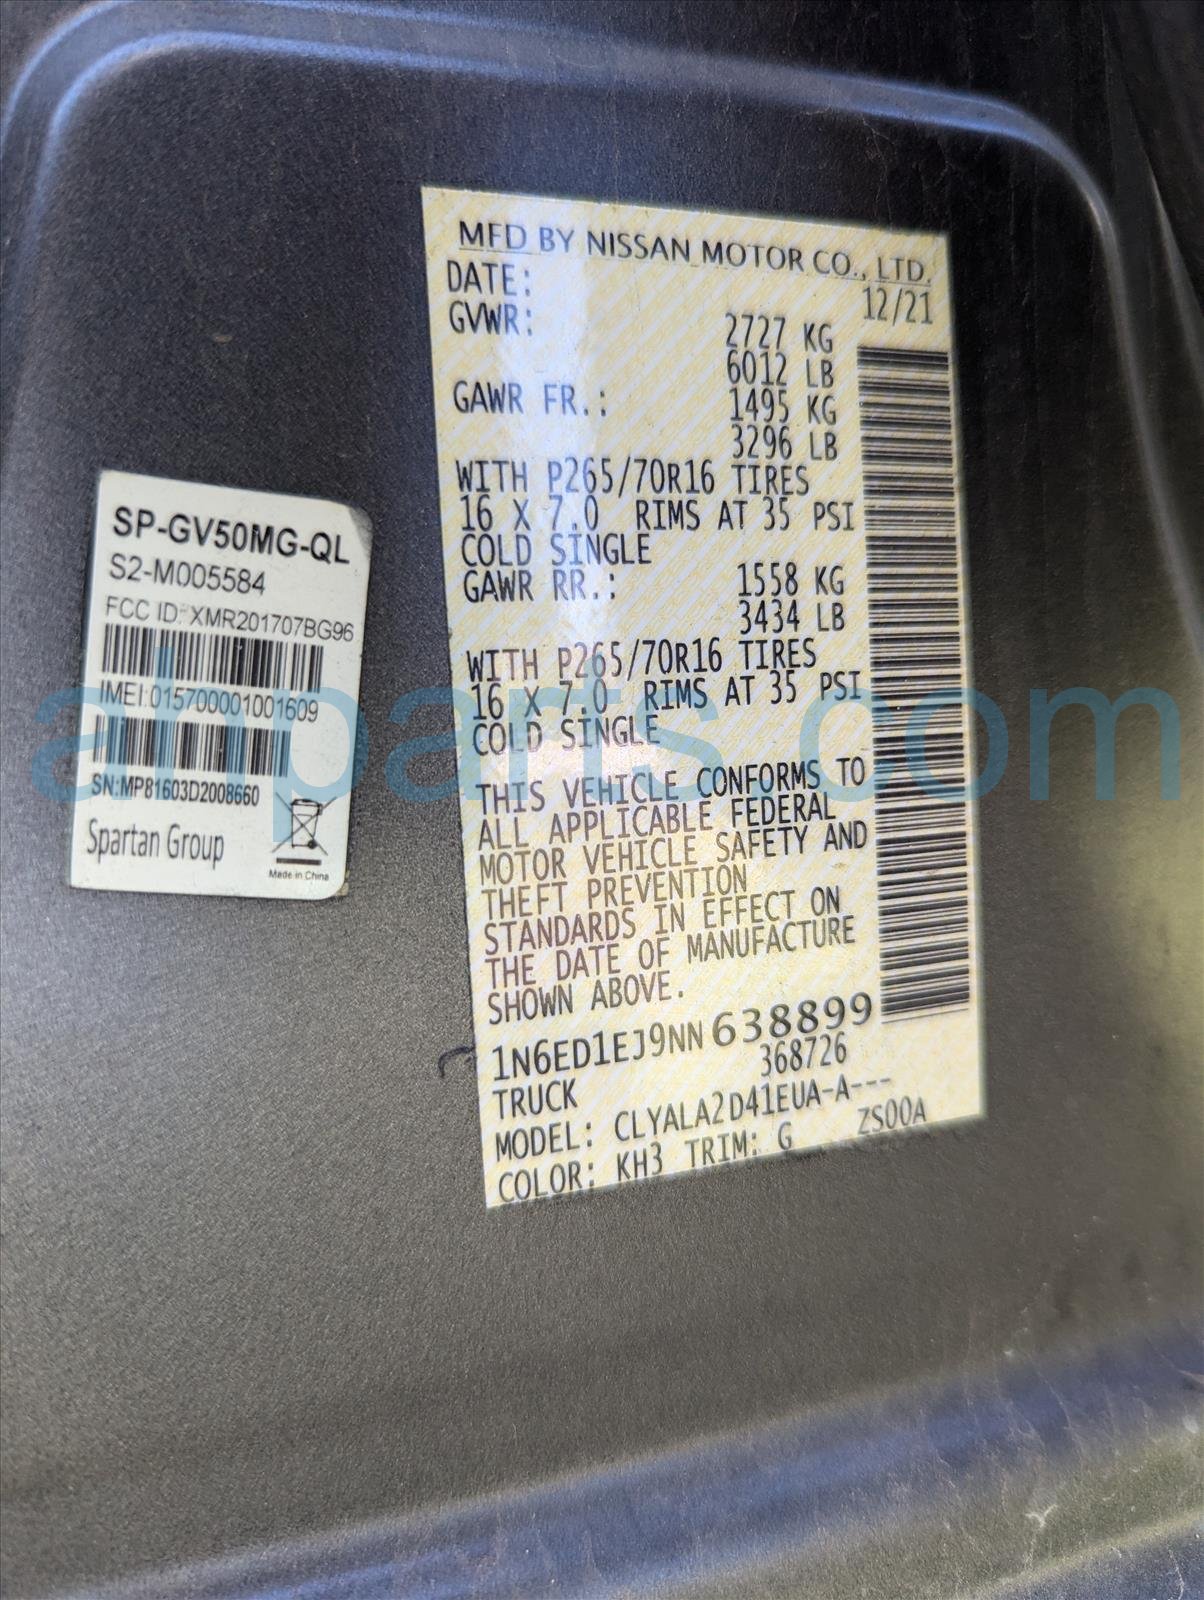 MFD BY NISSAN MOTOR CO., LTD.
DATE: 12/21
GVWR: 2727 KG
6012 LB
GAWR FR.: 1495 KG
3296 LB
WITH P265/70R16 TIRES
16 X 7.0 RIMS AT 35 PSI
COLD SINGLE
GAWR RR.: 1558 KG
3434 LB
WITH P265/70R16 TIRES
16 X 7.0 RIMS AT 35 PSI
COLD SINGLE
THIS VEHICLE CONFORMS TO
ALL APPLICABLE FEDERAL
MOTOR VEHICLE SAFETY AND
THEFT PREVENTION
STANDARDS IN EFFECT ON
THE DATE OF MANUFACTURE
SHOWN ABOVE.
1N6ED1EJ9NN638899
368726
TRUCK
MODEL: CLYALA2D41EUA-A---
COLOR: KH3 TRIM: G ZS00A
SP-GV50MG-QL
S2-M005584
FCC ID: XMR201707BG96
IMEI:015700001001609
SN:MP81603D2008660
Spartan Group
Made in China
ahparts.com